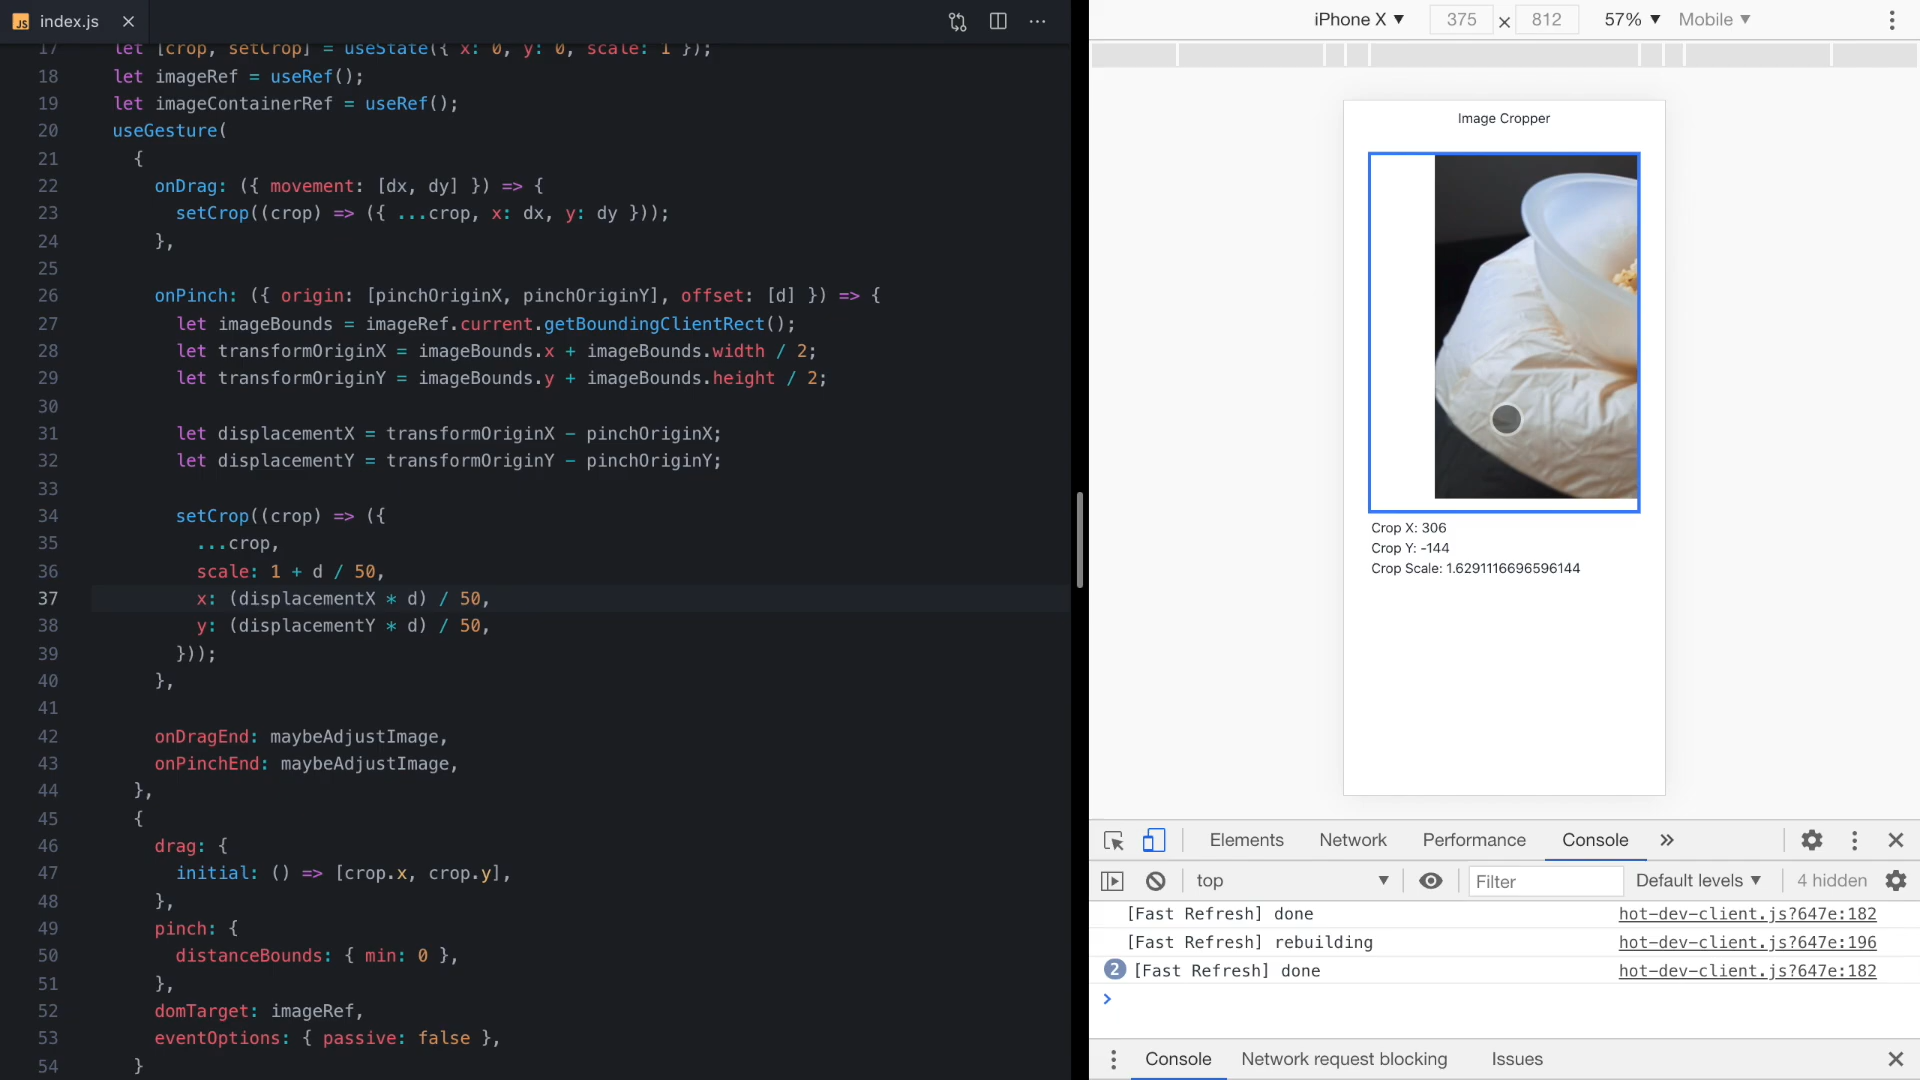 JS index.js
17 let [crop, setCrop] = useState({ x: 0, y: 0, scale: 1 });
18 let imageRef = useRef();
19 let imageContainerRef = useRef();
20 useGesture(
21 {
22 onDrag: ({ movement: [dx, dy] }) => {
23 setCrop((crop) => ({ ...crop, x: dx, y: dy }));
24 },
25
26 onPinch: ({ origin: [pinchOriginX, pinchOriginY], offset: [d] }) => {
27 let imageBounds = imageRef.current.getBoundingClientRect();
28 let transformOriginX = imageBounds.x + imageBounds.width / 2;
29 let transformOriginY = imageBounds.y + imageBounds.height / 2;
30
31 let displacementX = transformOriginX - pinchOriginX;
32 let displacementY = transformOriginY - pinchOriginY;
33
34 setCrop((crop) => ({
35 ...crop,
36 scale: 1 + d / 50,
37 x: (displacementX * d) / 50,
38 y: (displacementY * d) / 50,
39 }));
40 },
41
42 onDragEnd: maybeAdjustImage,
43 onPinchEnd: maybeAdjustImage,
44 },
45 {
46 drag: {
47 initial: () => [crop.x, crop.y],
48 },
49 pinch: {
50 distanceBounds: { min: 0 },
51 },
52 domTarget: imageRef,
53 eventOptions: { passive: false },
54 }
iPhone X ▼ 375 × 812 57% ▼ Mobile ▼
Image Cropper
Crop X: 306
Crop Y: -144
Crop Scale: 1.6291116696596144
Elements Network Performance Console »
top ▼ Filter Default levels ▼ 4 hidden
[Fast Refresh] done hot-dev-client.js?647e:182
[Fast Refresh] rebuilding hot-dev-client.js?647e:196
2 [Fast Refresh] done hot-dev-client.js?647e:182
>
Console Network request blocking Issues